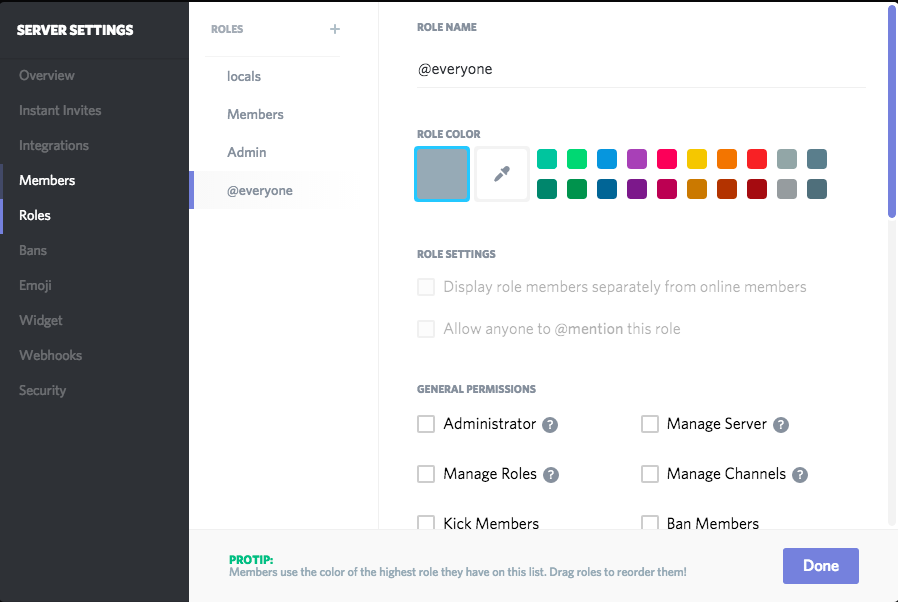 SERVER SETTINGS
Overview
Instant Invites
Integrations
Members
Roles
Bans
Emoji
Widget
Webhooks
Security
ROLES +
locals
Members
Admin
@everyone
ROLE NAME
@everyone
ROLE COLOR
ROLE SETTINGS
Display role members separately from online members
Allow anyone to @mention this role
GENERAL PERMISSIONS
Administrator ?
Manage Server ?
Manage Roles ?
Manage Channels ?
Kick Members
Ban Members
PROTIP:
Members use the color of the highest role they have on this list. Drag roles to reorder them!
Done